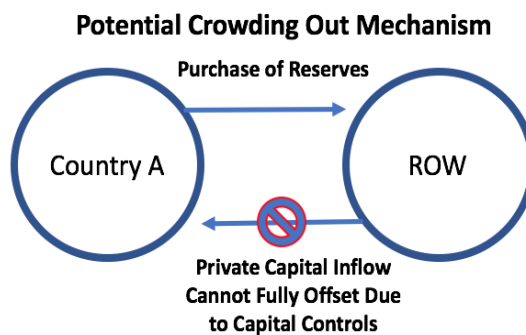 Potential Crowding Out Mechanism
Purchase of Reserves
Country A
ROW
Private Capital Inflow
Cannot Fully Offset Due
to Capital Controls